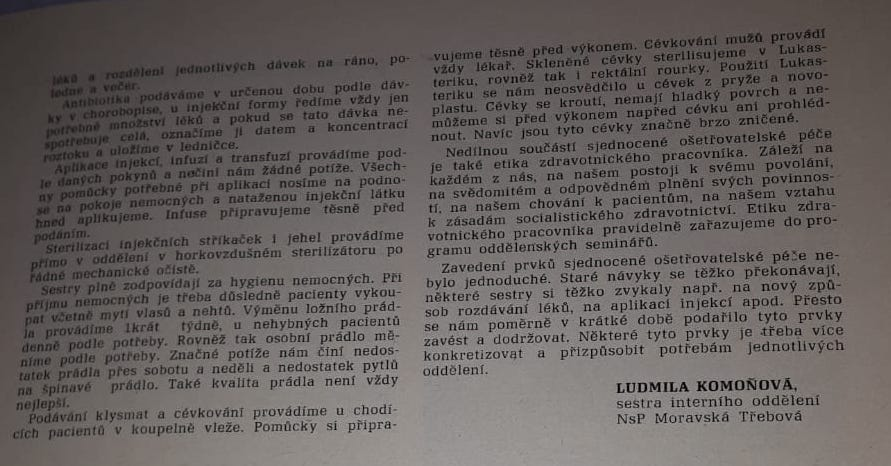 léků a rozdělení jednotlivých dávek na ráno, po-
ledne a večer.
Antibiotika podáváme v určenou dobu podle dáv-
ky v chorobopise, u injekční formy ředíme vždy jen
potřebné množství léků a pokud se tato dávka ne-
spotřebuje celá, označíme ji datem a koncentrací
roztoku a uložíme v ledničce.
Aplikace injekcí, infuzí a transfuzí provádíme pod-
le daných pokynů a nečiní nám žádné potíže. Všech-
ny pomůcky potřebné při aplikaci nosíme na podno-
se na pokoje nemocných a nataženou injekční látku
hned aplikujeme. Infuse připravujeme těsně před
podáním.
Sterilizaci injekčních stříkaček i jehel provádíme
přímo v oddělení v horkovzdušném sterilizátoru po
řádné mechanické očistě.
Sestry plně zodpovídají za hygienu nemocných. Při
příjmu nemocných je třeba důsledně pacienty vykou-
pat včetně mytí vlasů a nehtů. Výměnu ložního prád-
la provádíme 1krát týdně, u nehybných pacientů
denně podle potřeby. Rovněž tak osobní prádlo mě-
níme podle potřeby. Značné potíže nám činí nedos-
tatek prádla přes sobotu a neděli a nedostatek pytlů
na špinavé prádlo. Také kvalita prádla není vždy
nejlepší.
Podávání klysmat a cévkování provádíme u chodí-
cích pacientů v koupelně vleže. Pomůcky si připra-
vujeme těsně před výkonem. Cévkování mužů provádí
vždy lékař. Skleněné cévky sterilisujeme v Lukas-
teriku, rovněž tak i rektální rourky. Použití Lukas-
teriku se nám neosvědčilo u cévek z pryže a novo-
plastu. Cévky se kroutí, nemají hladký povrch a ne-
můžeme si před výkonem napřed cévku ani prohléd-
nout. Navíc jsou tyto cévky značně brzo zničené.
Nedílnou součástí sjednocené ošetřovatelské péče
je také etika zdravotnického pracovníka. Záleží na
každém z nás, na našem postoji k svému povolání,
na svědomitém a odpovědném plnění svých povinnos-
tí, na našem chování k pacientům, na našem vztahu
k zásadám socialistického zdravotnictví. Etiku zdra-
votnického pracovníka pravidelně zařazujeme do pro-
gramu oddělenských seminářů.
Zavedení prvků sjednocené ošetřovatelské péče ne-
bylo jednoduché. Staré návyky se těžko překonávají,
některé sestry si těžko zvykaly např. na nový způ-
sob rozdávání léků, na aplikaci injekcí apod. Přesto
se nám poměrně v krátké době podařilo tyto prvky
zavést a dodržovat. Některé tyto prvky je třeba více
konkretizovat a přizpůsobit potřebám jednotlivých
oddělení.
LUDMILA KOMOŇOVÁ,
sestra interního oddělení
NsP Moravská Třebová